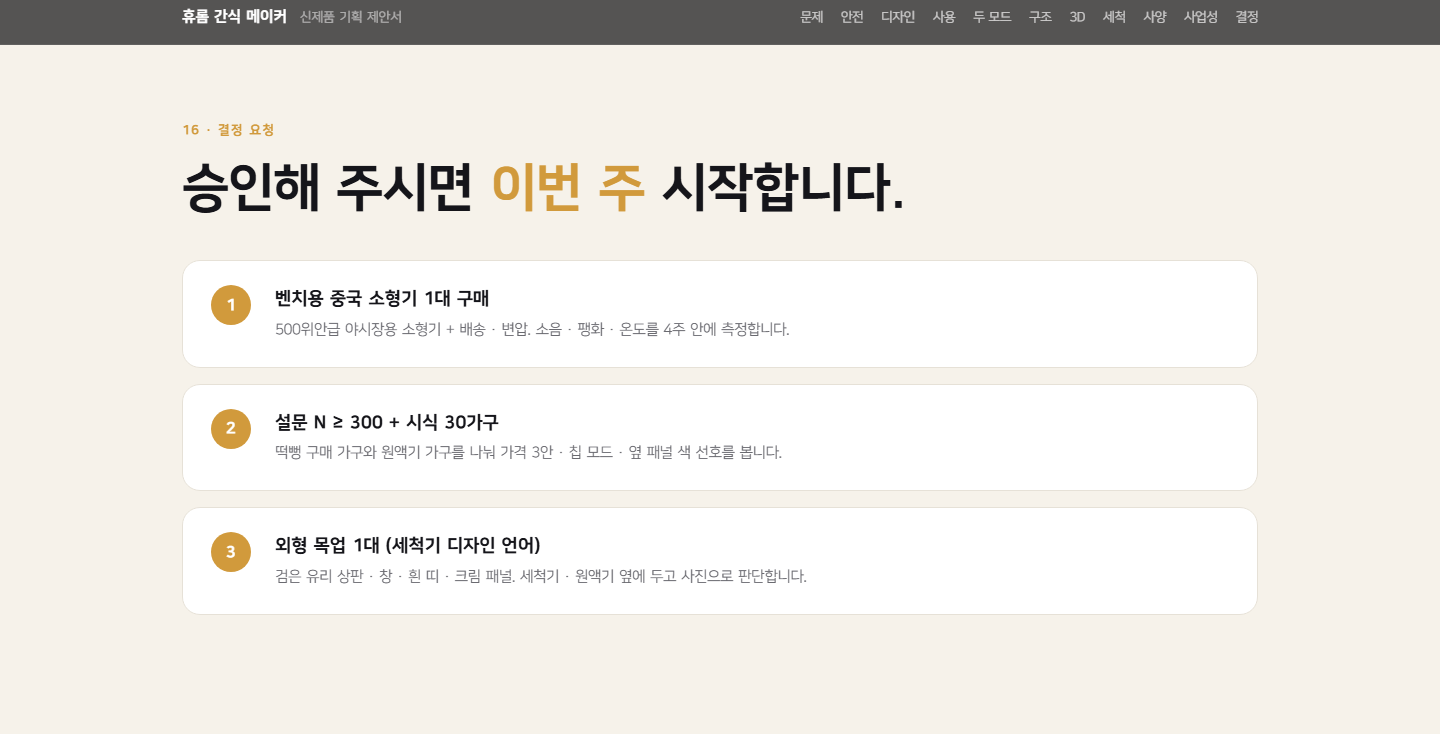 휴롬 간식 메이커 신제품 기획 제안서
문제 안전 디자인 사용 두 모드 구조 3D 세척 사양 사업성 결정
16 · 결정 요청
승인해 주시면 이번 주 시작합니다.
1
벤치용 중국 소형기 1대 구매
500위안급 야시장용 소형기 + 배송 · 변압. 소음 · 팽화 · 온도를 4주 안에 측정합니다.
2
설문 N ≥ 300 + 시식 30가구
떡뻥 구매 가구와 원액기 가구를 나눠 가격 3안 · 칩 모드 · 옆 패널 색 선호를 봅니다.
3
외형 목업 1대 (세척기 디자인 언어)
검은 유리 상판 · 창 · 흰 띠 · 크림 패널. 세척기 · 원액기 옆에 두고 사진으로 판단합니다.